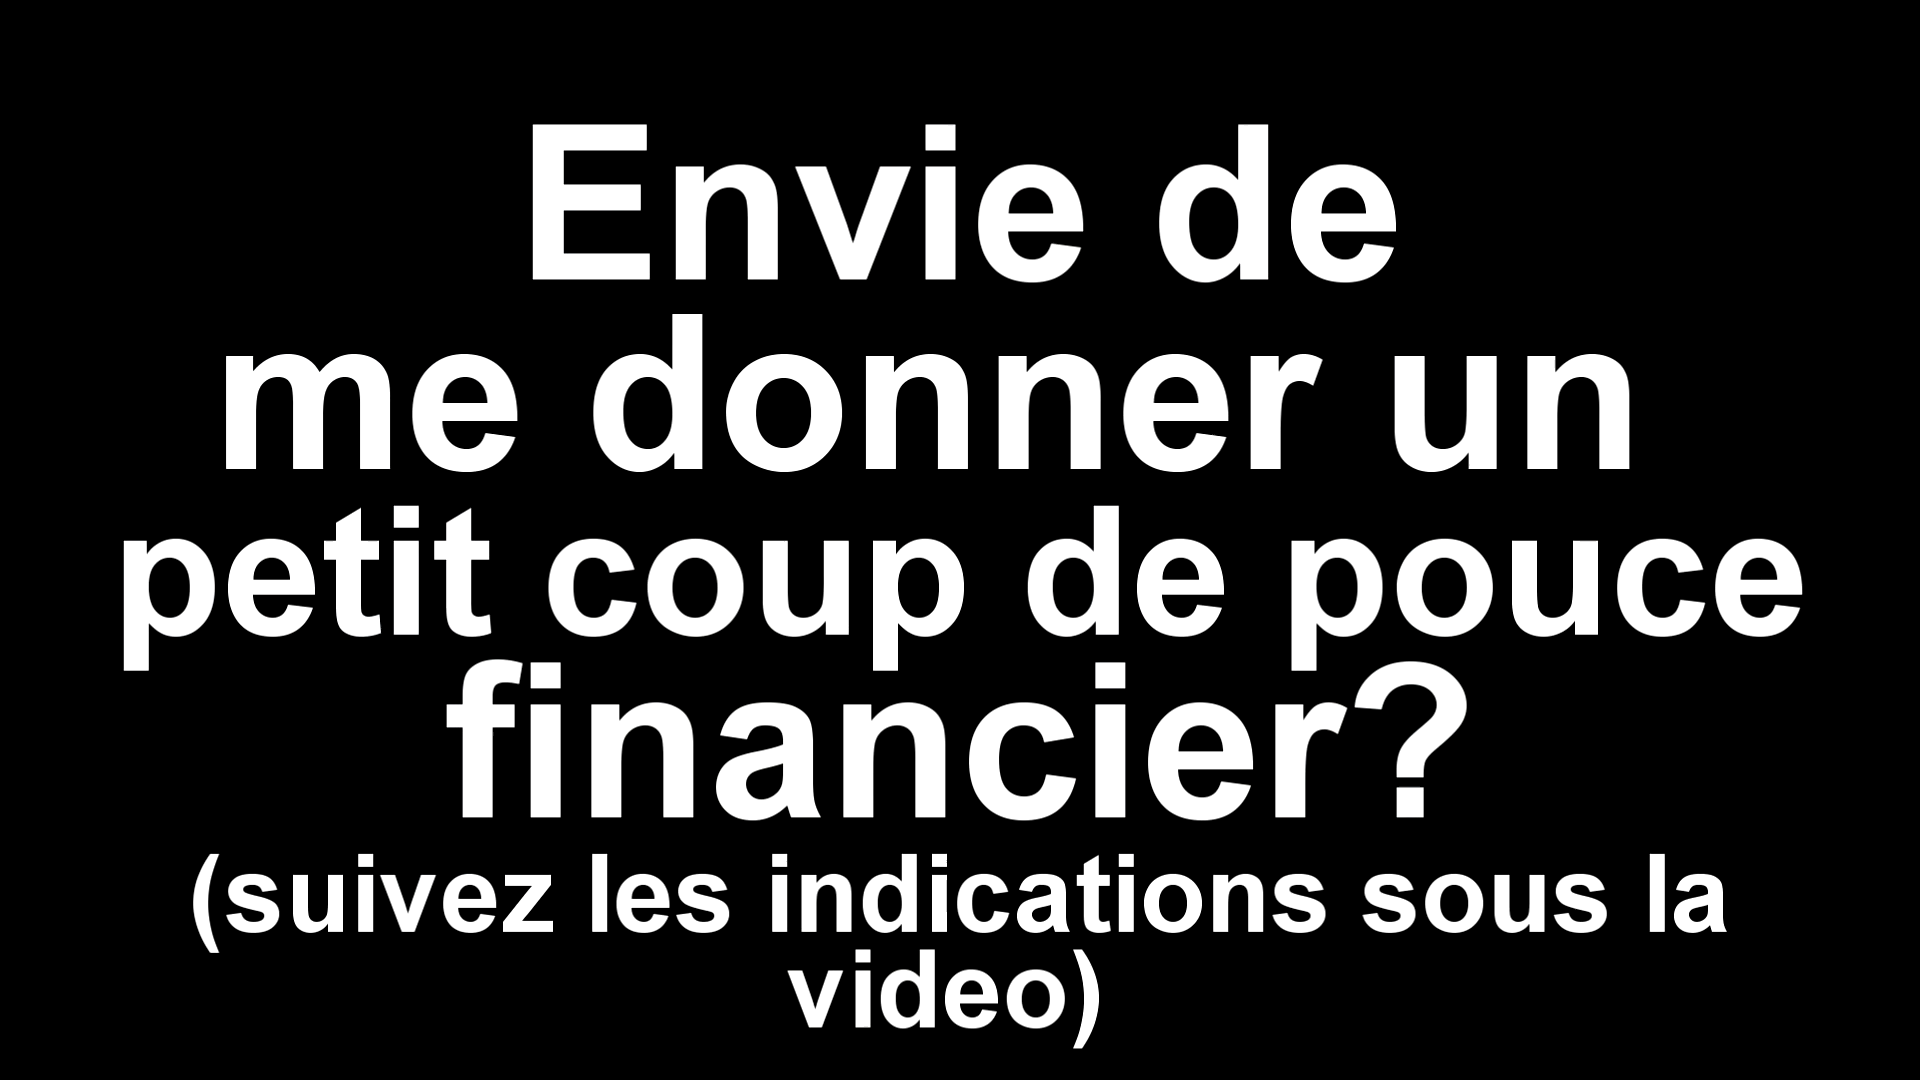 Envie de
me donner un
petit coup de pouce
financier?
(suivez les indications sous la
video)